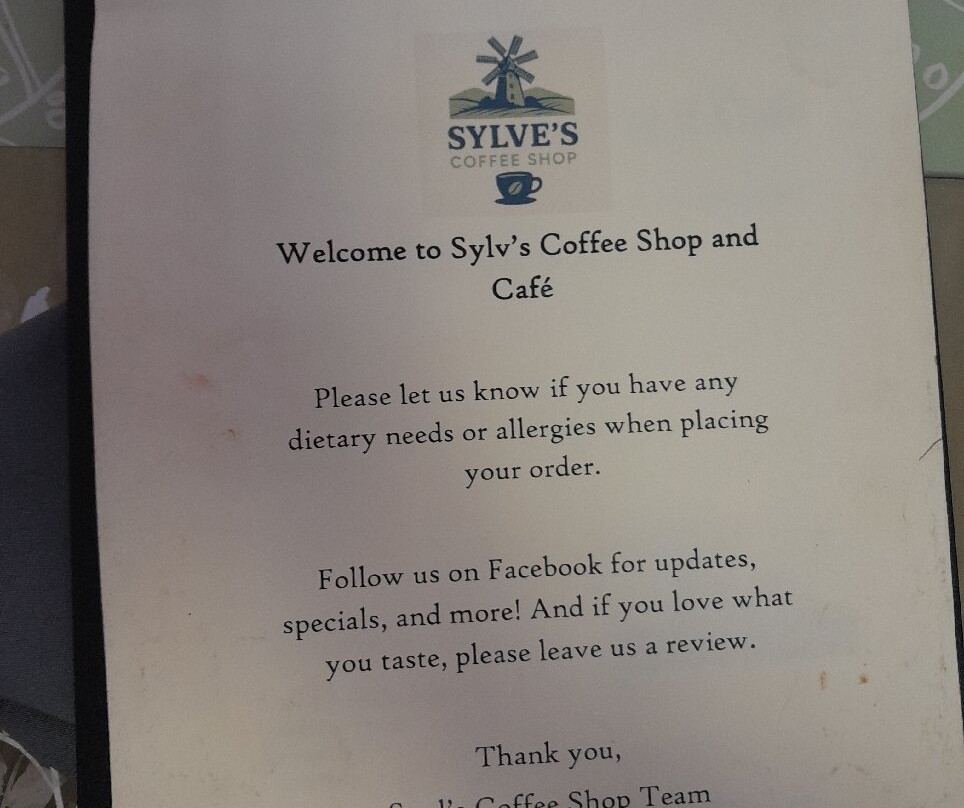 SYLVE'S
COFFEE SHOP
Welcome to Sylv's Coffee Shop and
Café
Please let us know if you have any
dietary needs or allergies when placing
your order.
Follow us on Facebook for updates,
specials, and more! And if you love what
you taste, please leave us a review.
Thank you,
Coffee Shop Team